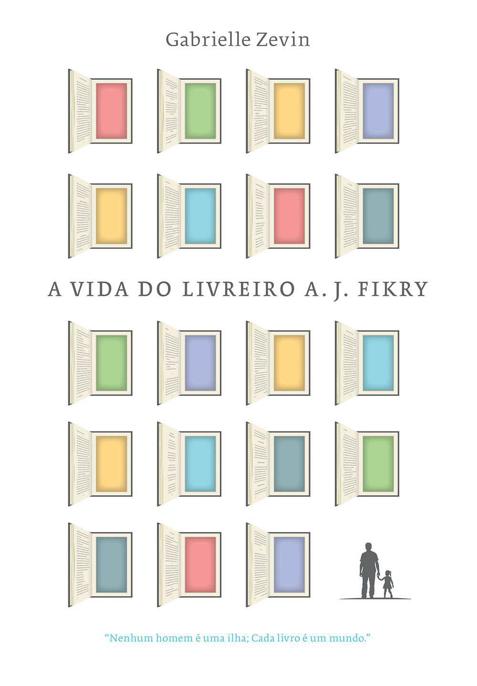 Gabrielle Zevin
A VIDA DO LIVREIRO A. J. FIKRY
“Nenhum homem é uma ilha; Cada livro é um mundo.”